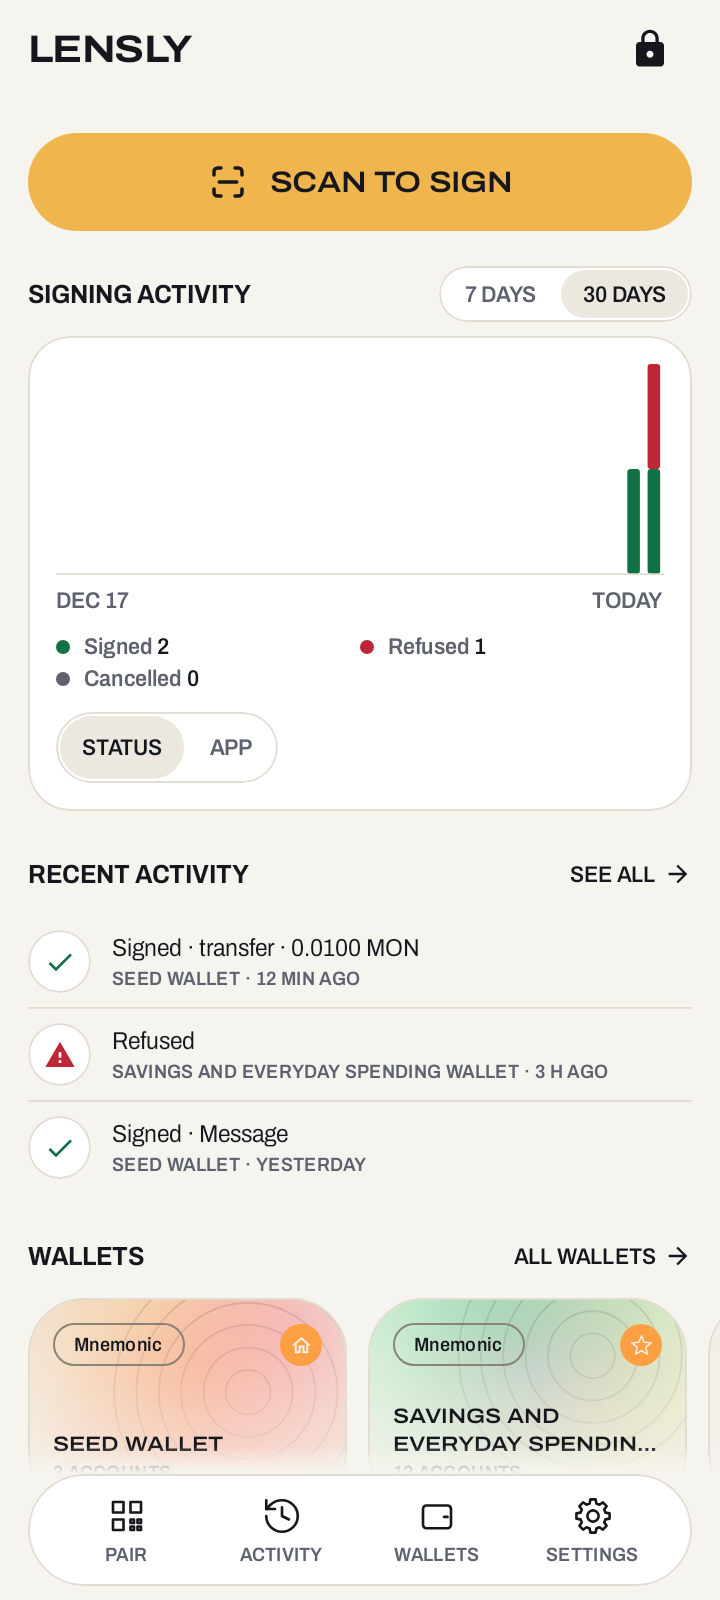 LENSLY
SCAN TO SIGN
SIGNING ACTIVITY
7 DAYS
30 DAYS
DEC 17
TODAY
Signed 2
Refused 1
Cancelled 0
STATUS
APP
RECENT ACTIVITY
SEE ALL
Signed · transfer · 0.0100 MON
SEED WALLET · 12 MIN AGO
Refused
SAVINGS AND EVERYDAY SPENDING WALLET · 3 H AGO
Signed · Message
SEED WALLET · YESTERDAY
WALLETS
ALL WALLETS
Mnemonic
SEED WALLET
Mnemonic
SAVINGS AND
EVERYDAY SPENDIN...
ACCOUNTS
ACCOUNTS
PAIR
ACTIVITY
WALLETS
SETTINGS